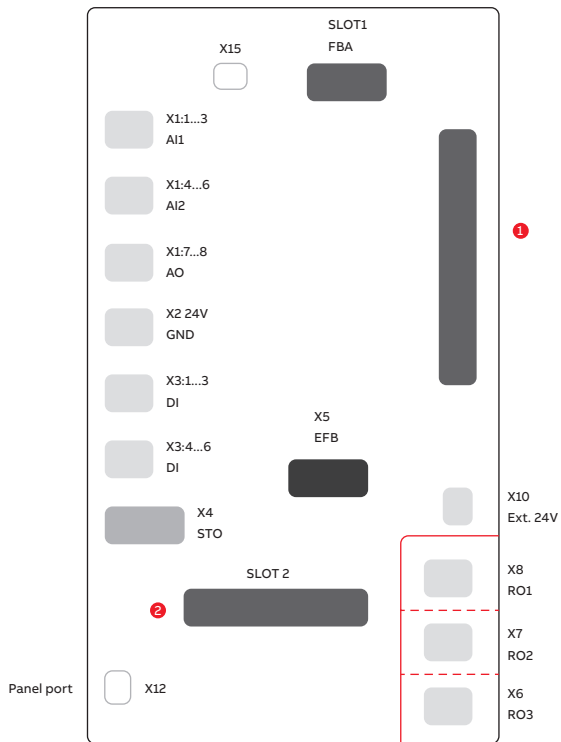 SLOT1
FBA
X15
X1:1...3
AI1
X1:4...6
AI2
1
X1:7...8
AO
X2 24V
GND
X3:1...3
DI
X5
EFB
X3:4...6
DI
X10
Ext. 24V
X4
STO
SLOT 2
X8
RO1
2
X7
RO2
Panel port
X12
X6
RO3